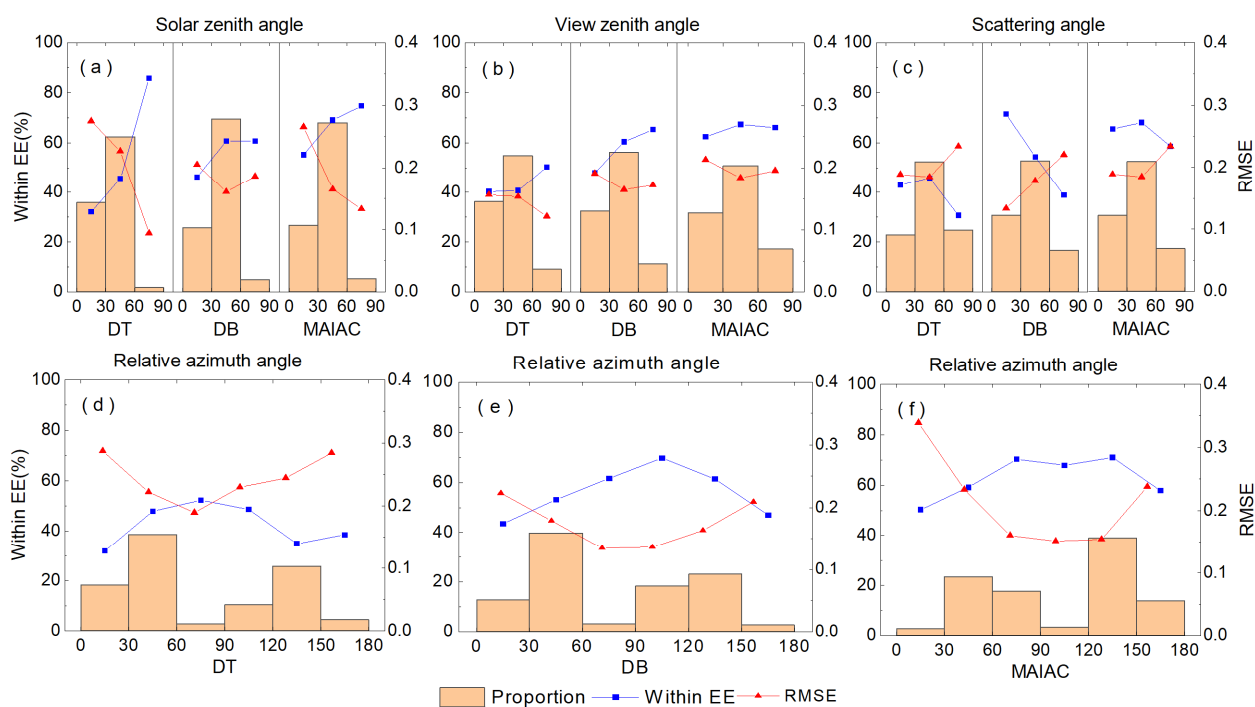 Solar zenith angle View zenith angle Scattering angle
100 100 0.4 100 0.4
( a ) ( b ) ( c )
80 80 0.3 80 0.3
60 60 60
Within EE(%) 0.2 0.2 RMSE
40 40 40
0.1 0.1
20 20 20
0 0 0.0 0 0.0
0 30 60 90 0 30 60 90 0 30 60 90 0 30 60 90 0 30 60 90 0 30 60 90 0 30 60 90 0 30 60 90 0 30 60 90
DT DB MAIAC DT DB MAIAC DT DB MAIAC
Relative azimuth angle Relative azimuth angle Relative azimuth angle
100 0.4 100 0.4 100 0.4
( d ) ( e ) ( f )
80 0.3 80 0.3 80 0.3
60 60 60
Within EE(%) 0.2 0.2 0.2 RMSE
40 40 40
0.1 0.1 0.1
20 20 20
0 0.0 0 0.0 0 0.0
0 30 60 90 120 150 180 0 30 60 90 120 150 180 0 30 60 90 120 150 180
DT DB MAIAC
Proportion Within EE RMSE